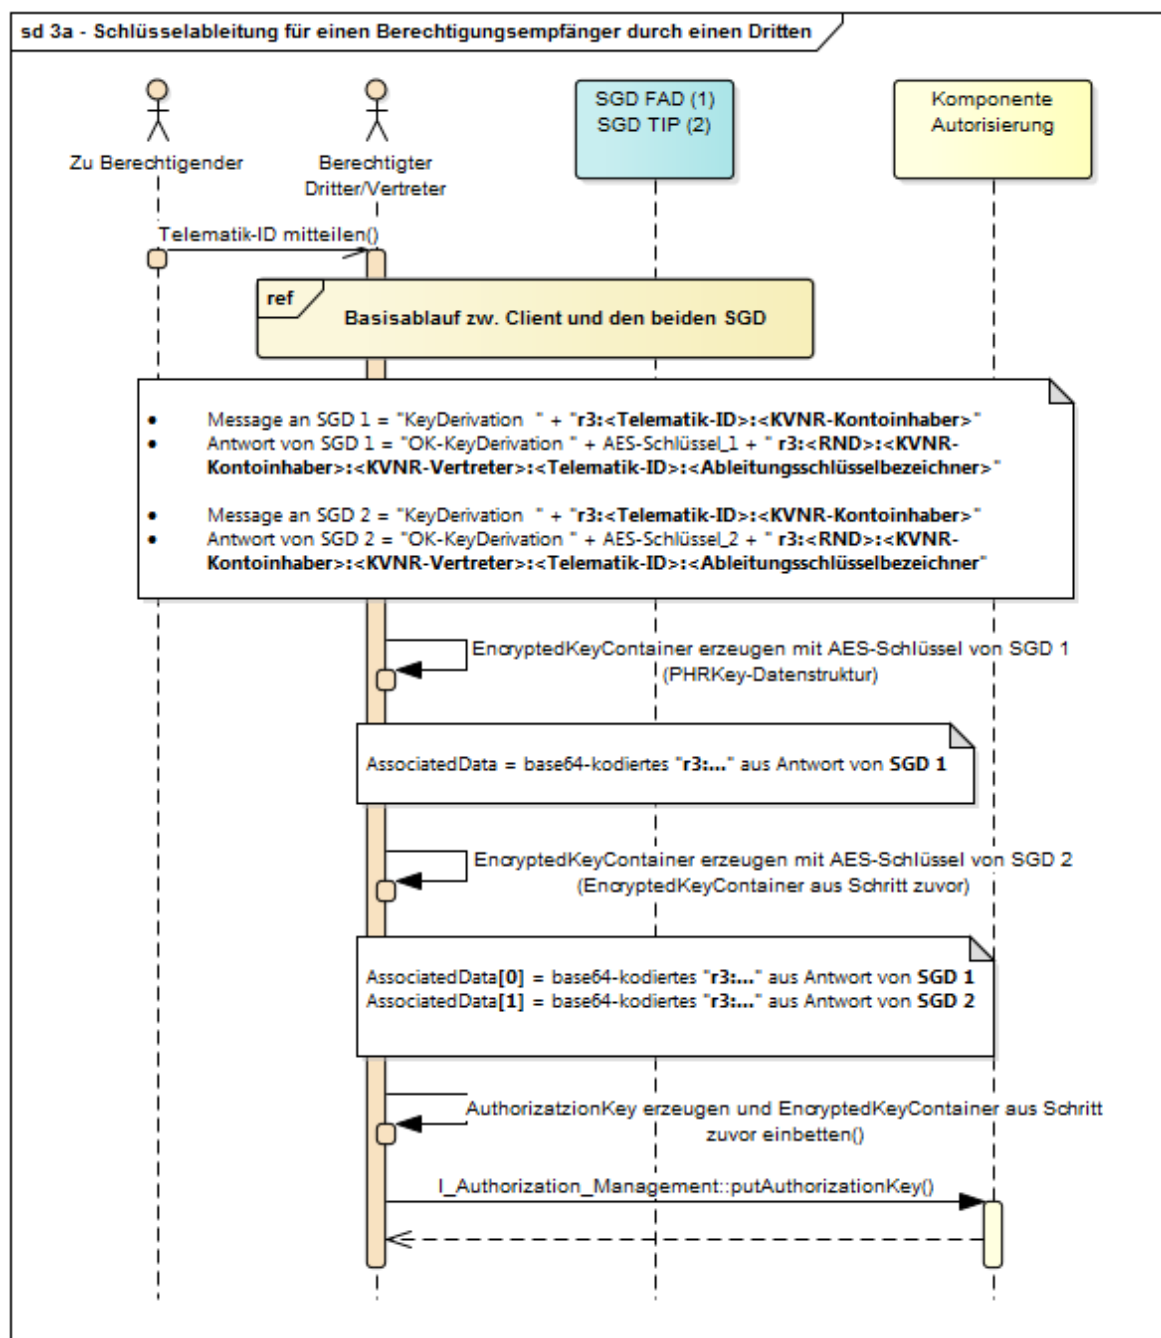 sd 3a - Schlüsselableitung für einen Berechtigungsempfänger durch einen Dritten
Zu Berechtigender
Berechtigter
Dritter/Vertreter
SGD FAD (1)
SGD TIP (2)
Komponente
Autorisierung
Telematik-ID mitteilen()
ref
Basisablauf zw. Client und den beiden SGD
• Message an SGD 1 = "KeyDerivation " + "r3:<Telematik-ID>:<KVNR-Kontoinhaber>"
• Antwort von SGD 1 = "OK-KeyDerivation " + AES-Schlüssel_1 + " r3:<RND>:<KVNR-
Kontoinhaber>:<KVNR-Vertreter>:<Telematik-ID>:<Ableitungsschlüsselbezeichner>"
• Message an SGD 2 = "KeyDerivation " + "r3:<Telematik-ID>:<KVNR-Kontoinhaber>"
• Antwort von SGD 2 = "OK-KeyDerivation " + AES-Schlüssel_2 + " r3:<RND>:<KVNR-
Kontoinhaber>:<KVNR-Vertreter>:<Telematik-ID>:<Ableitungsschlüsselbezeichner"
EncryptedKeyContainer erzeugen mit AES-Schlüssel von SGD 1
(PHRKey-Datenstruktur)
AssociatedData = base64-kodiertes "r3:..." aus Antwort von SGD 1
EncryptedKeyContainer erzeugen mit AES-Schlüssel von SGD 2
(EncryptedKeyContainer aus Schritt zuvor)
AssociatedData[0] = base64-kodiertes "r3:..." aus Antwort von SGD 1
AssociatedData[1] = base64-kodiertes "r3:..." aus Antwort von SGD 2
AuthorizatzionKey erzeugen und EncryptedKeyContainer aus Schritt
zuvor einbetten()
I_Authorization_Management::putAuthorizationKey()